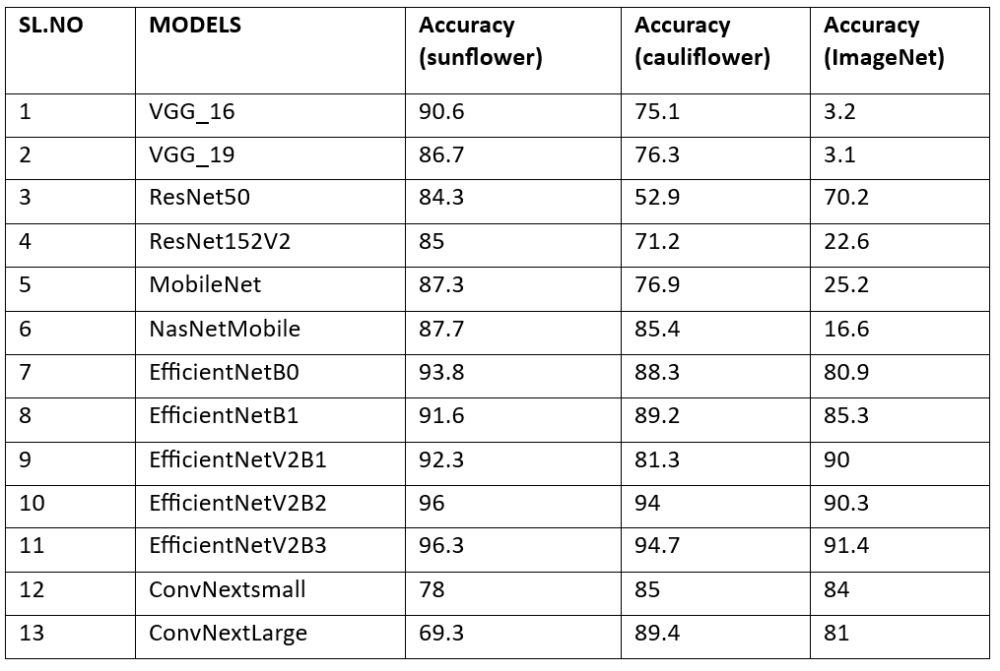 SL.NO MODELS Accuracy (sunflower) Accuracy (cauliflower) Accuracy (ImageNet)
1 VGG_16 90.6 75.1 3.2
2 VGG_19 86.7 76.3 3.1
3 ResNet50 84.3 52.9 70.2
4 ResNet152V2 85 71.2 22.6
5 MobileNet 87.3 76.9 25.2
6 NasNetMobile 87.7 85.4 16.6
7 EfficientNetB0 93.8 88.3 80.9
8 EfficientNetB1 91.6 89.2 85.3
9 EfficientNetV2B1 92.3 81.3 90
10 EfficientNetV2B2 96 94 90.3
11 EfficientNetV2B3 96.3 94.7 91.4
12 ConvNextsmall 78 85 84
13 ConvNextLarge 69.3 89.4 81